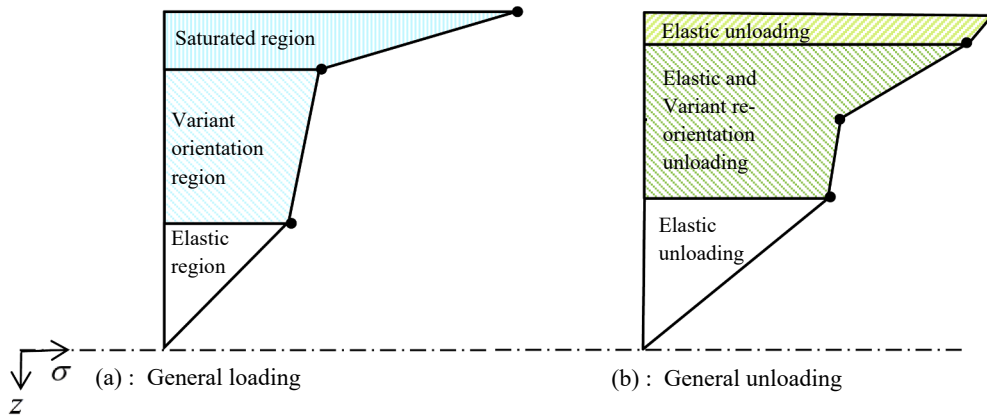 Saturated region
Variant
orientation
region
Elastic
region
Elastic unloading
Elastic and
Variant re-
orientation
unloading
Elastic
unloading
σ
z
(a) : General loading
(b) : General unloading